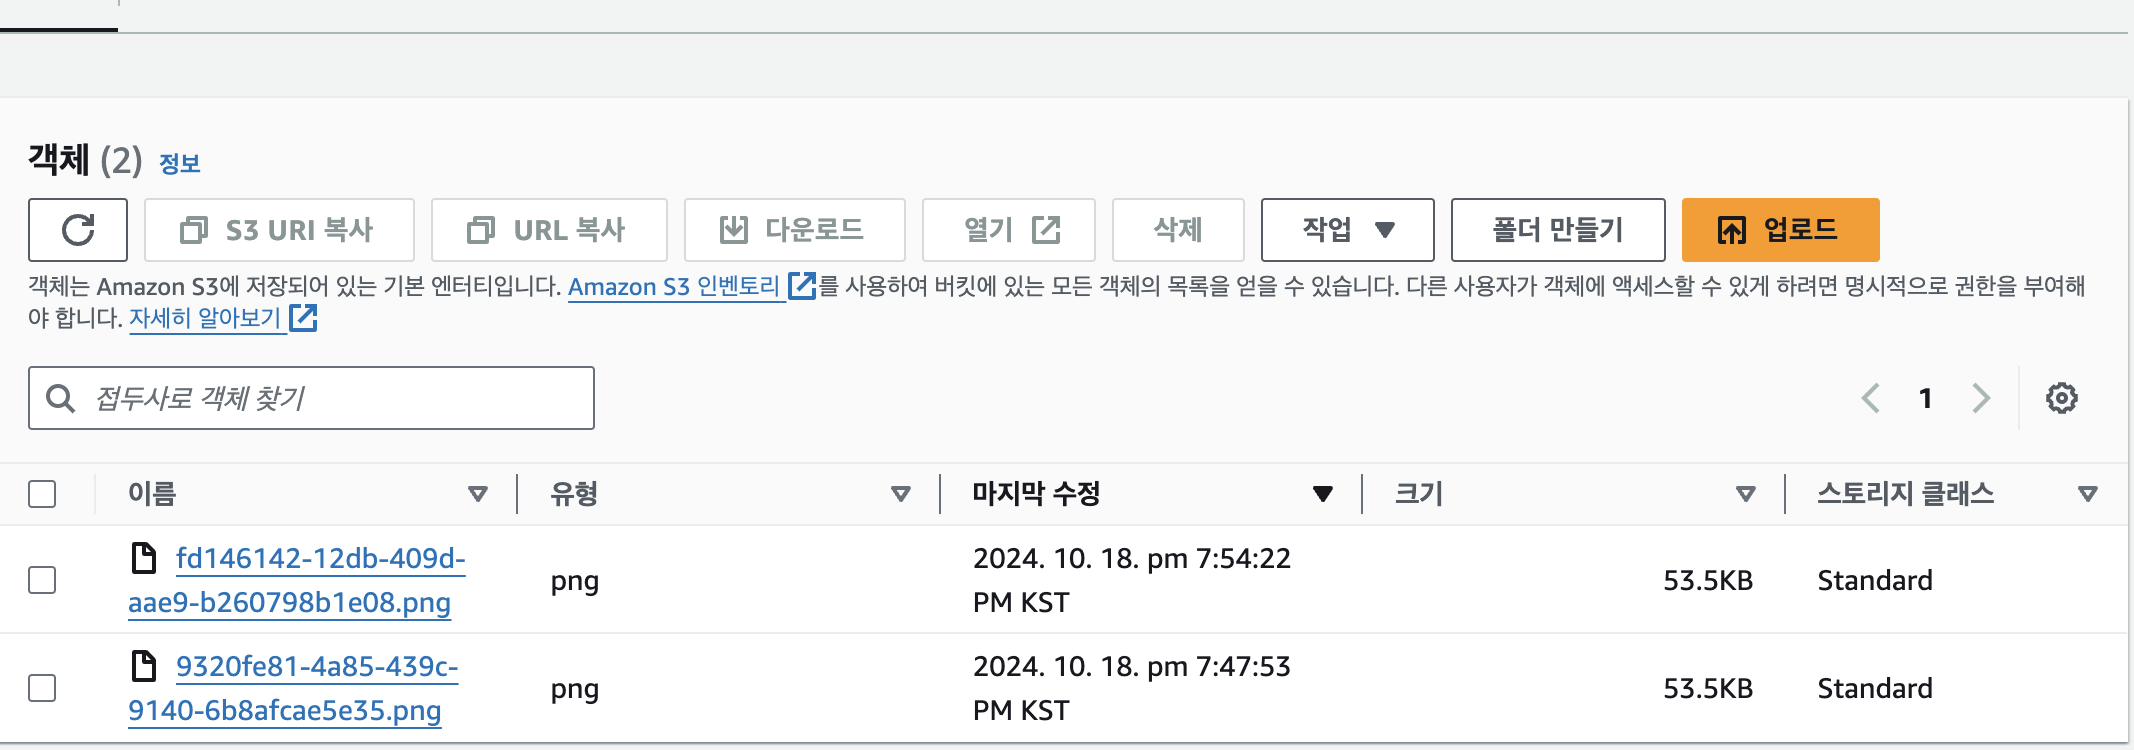 객체 (2) 정보
S3 URI 복사 URL 복사 다운로드 열기 삭제 작업 폴더 만들기 업로드
객체는 Amazon S3에 저장되어 있는 기본 엔터티입니다. Amazon S3 인벤토리 를 사용하여 버킷에 있는 모든 객체의 목록을 얻을 수 있습니다. 다른 사용자가 객체에 액세스할 수 있게 하려면 명시적으로 권한을 부여해
야 합니다. 자세히 알아보기
접두사로 객체 찾기 1
이름 유형 마지막 수정 크기 스토리지 클래스
fd146142-12db-409d-
aae9-b260798b1e08.png png 2024. 10. 18. pm 7:54:22
PM KST 53.5KB Standard
9320fe81-4a85-439c-
9140-6b8afcae5e35.png png 2024. 10. 18. pm 7:47:53
PM KST 53.5KB Standard